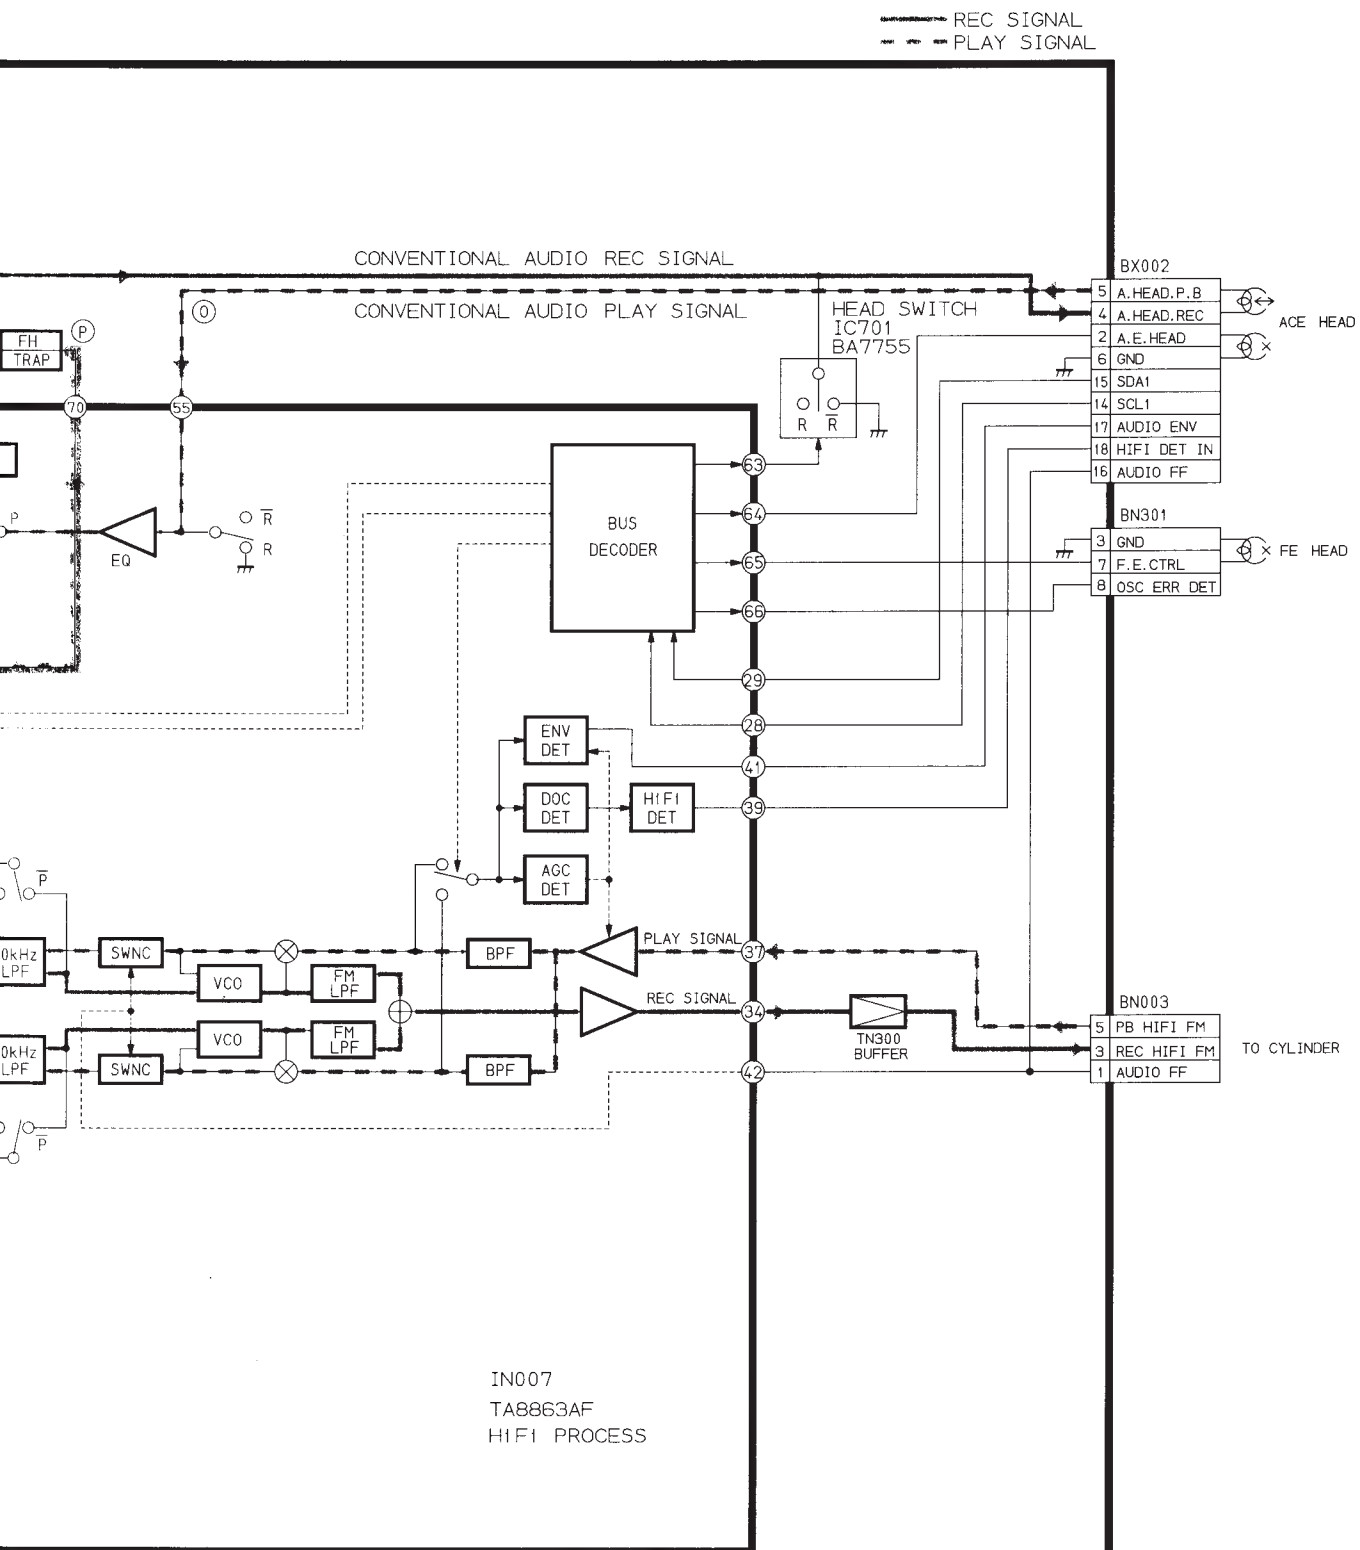 REC SIGNAL
PLAY SIGNAL
CONVENTIONAL AUDIO REC SIGNAL
O
CONVENTIONAL AUDIO PLAY SIGNAL
FH
TRAP
P
HEAD SWITCH
IC701
BA7755
R R̅
BX002
5 A.HEAD.P.B
4 A.HEAD.REC
2 A.E.HEAD
6 GND
15 SDA1
14 SCL1
17 AUDIO ENV
18 HIFI DET IN
16 AUDIO FF
ACE HEAD
BN301
3 GND
7 F.E.CTRL
8 OSC ERR DET
FE HEAD
70
55
P
EQ
R̅
R
BUS
DECODER
63
64
65
66
29
28
41
39
ENV
DET
DOC
DET
HIFI
DET
AGC
DET
P̅
0kHz
LPF
SWNC
VCO
FM
LPF
BPF
PLAY SIGNAL
37
REC SIGNAL
34
TN300
BUFFER
BN003
5 PB HIFI FM
3 REC HIFI FM
1 AUDIO FF
TO CYLINDER
0kHz
LPF
SWNC
VCO
FM
LPF
BPF
42
P̅
IN007
TA8863AF
HIFI PROCESS